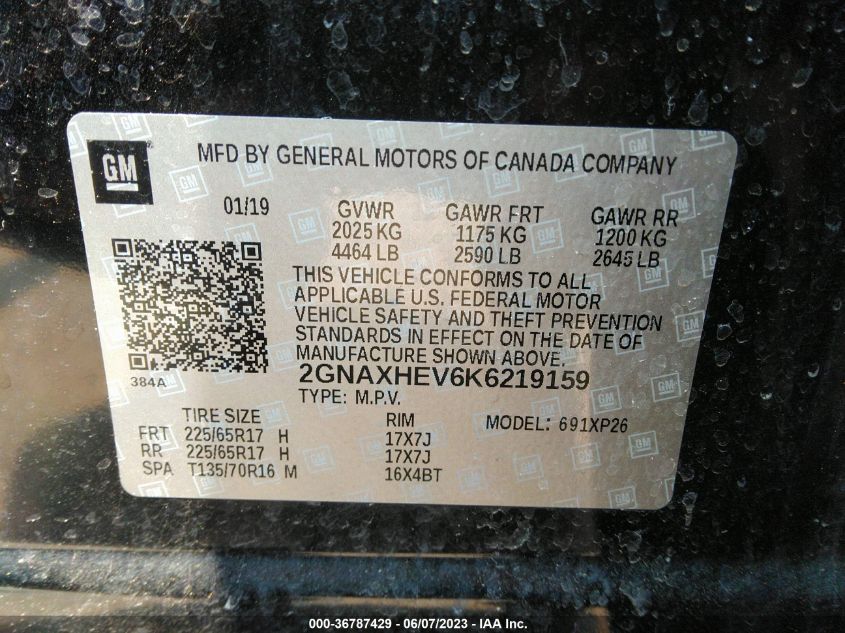 GM MFD BY GENERAL MOTORS OF CANADA COMPANY
01/19 GVWR GAWR FRT GAWR RR
2025 KG 1175 KG 1200 KG
4464 LB 2590 LB 2645 LB
THIS VEHICLE CONFORMS TO ALL
APPLICABLE U.S. FEDERAL MOTOR
VEHICLE SAFETY AND THEFT PREVENTION
STANDARDS IN EFFECT ON THE DATE OF
MANUFACTURE SHOWN ABOVE.
384A 2GNAXHEV6K6219159
TYPE: M.P.V.
TIRE SIZE RIM MODEL: 691XP26
FRT 225/65R17 H 17X7J
RR 225/65R17 H 17X7J
SPA T135/70R16 M 16X4BT
000-36787429 - 06/07/2023 - IAA Inc.